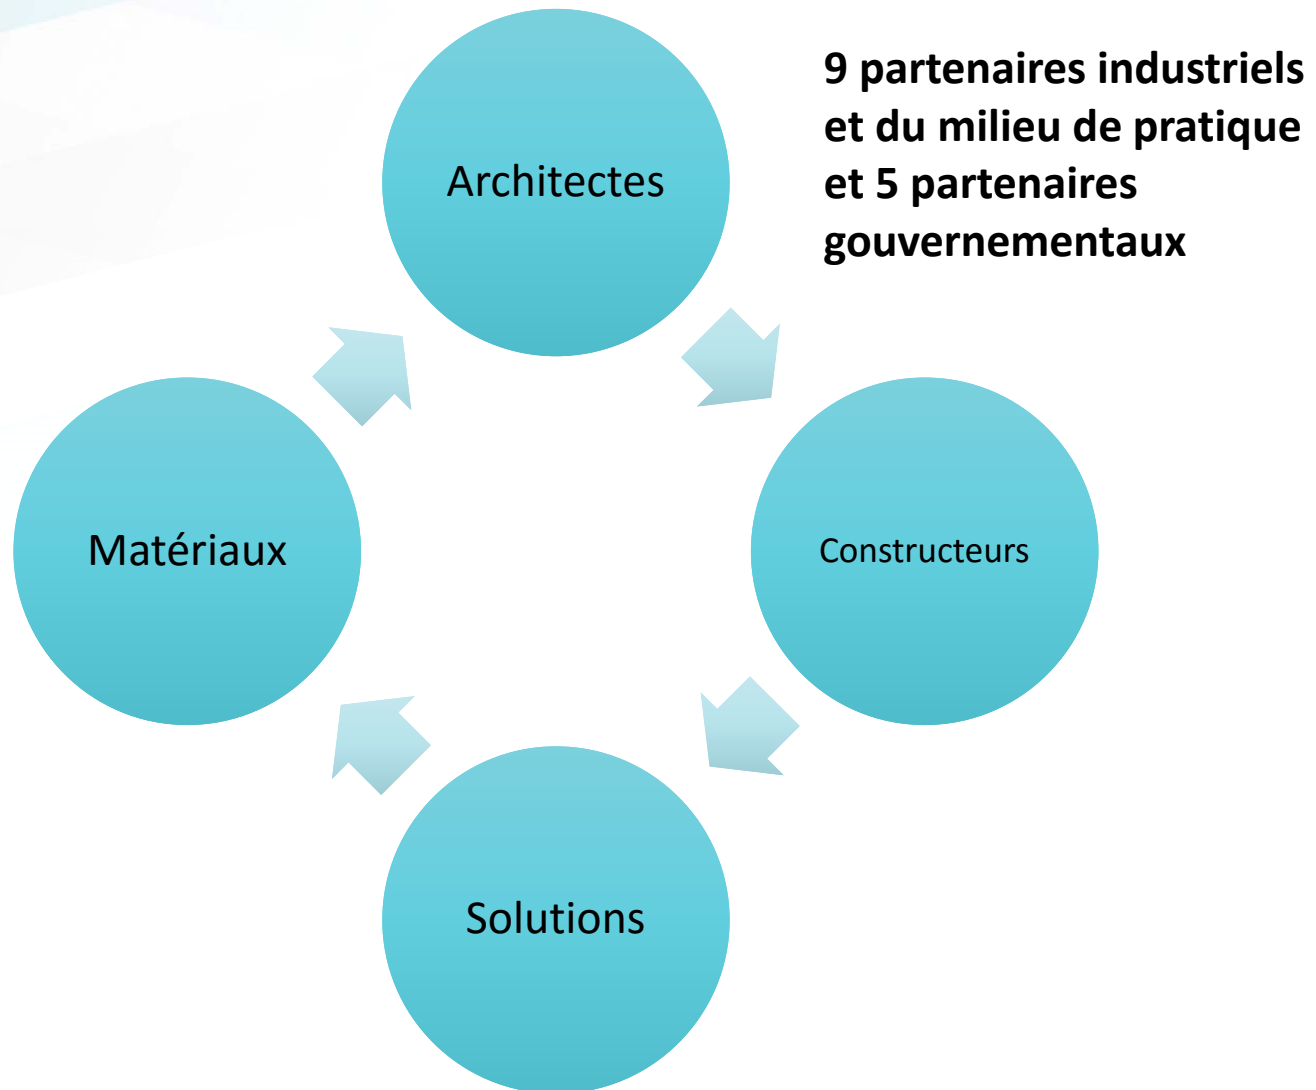 9 partenaires industriels
et du milieu de pratique
et 5 partenaires
gouvernementaux
Architectes
Constructeurs
Solutions
Matériaux